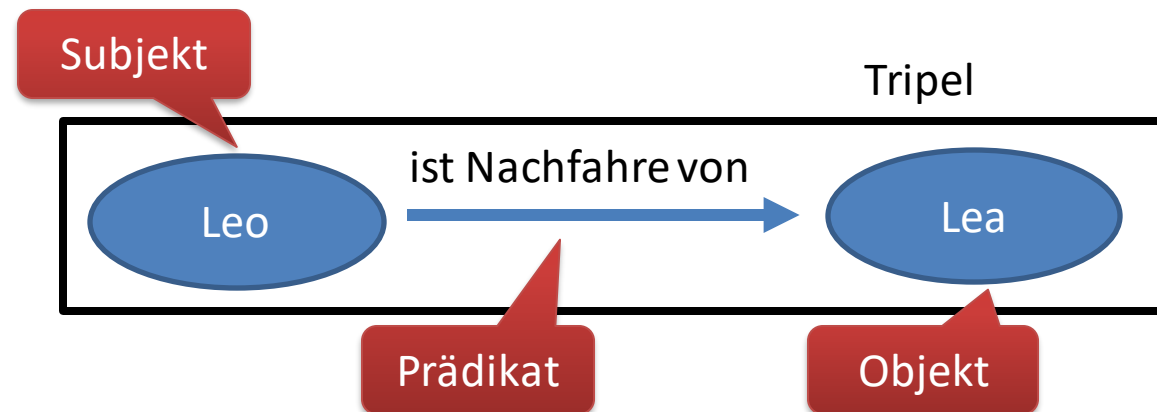 Subjekt
Tripel
ist Nachfahre von
Leo
Lea
Prädikat
Objekt